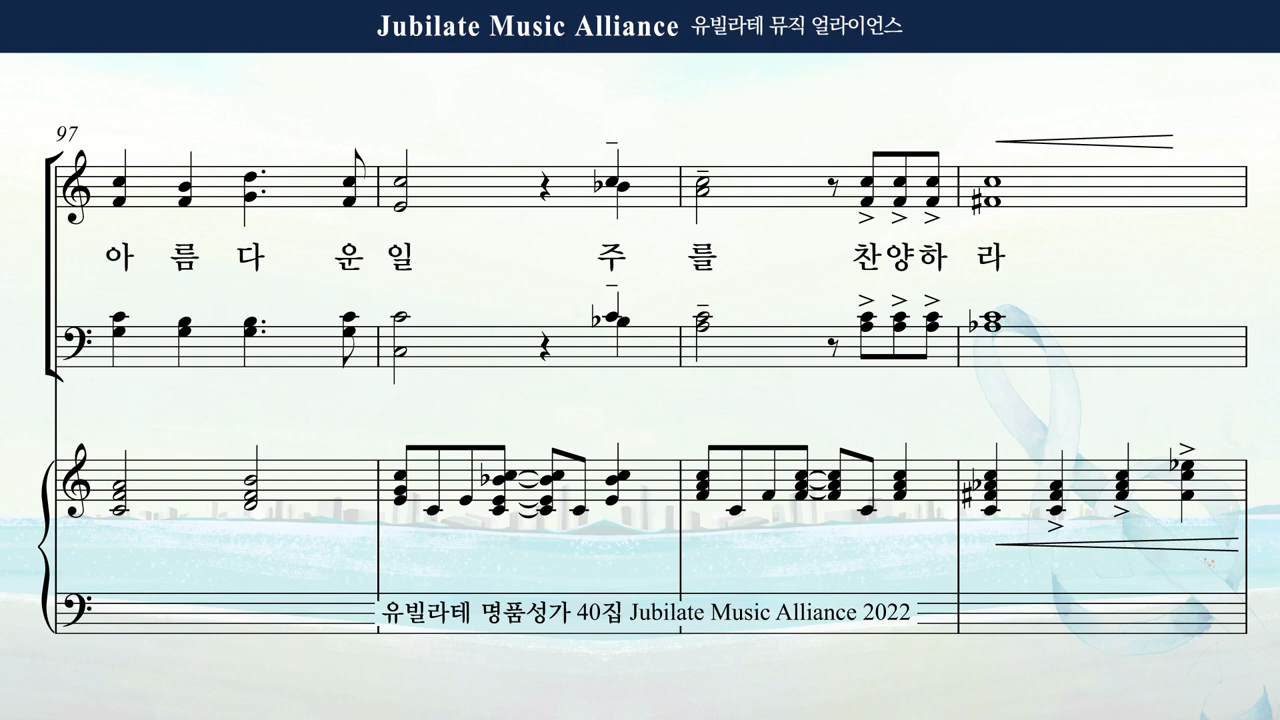 Jubilate Music Alliance 유빌라테 뮤직 얼라이언스
97
아 름 다 운 일 주 를 찬 양 하 라
유빌라테 명품성가 40집 Jubilate Music Alliance 2022